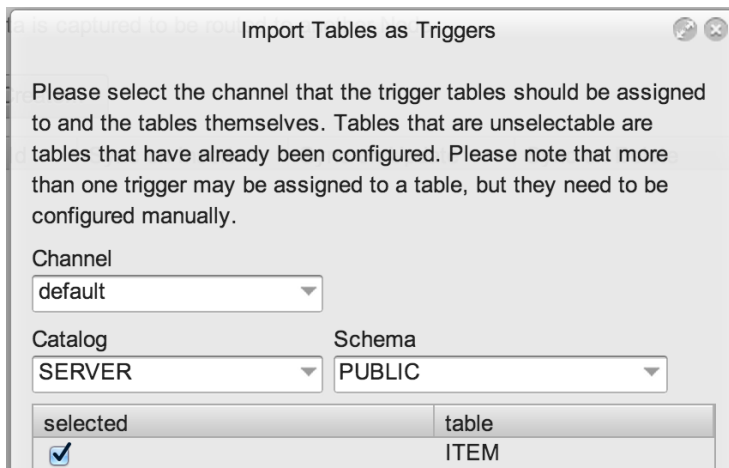 Import Tables as Triggers
Please select the channel that the trigger tables should be assigned
to and the tables themselves. Tables that are unselectable are
tables that have already been configured. Please note that more
than one trigger may be assigned to a table, but they need to be
configured manually.
Channel
default
Catalog Schema
SERVER PUBLIC
selected table
ITEM